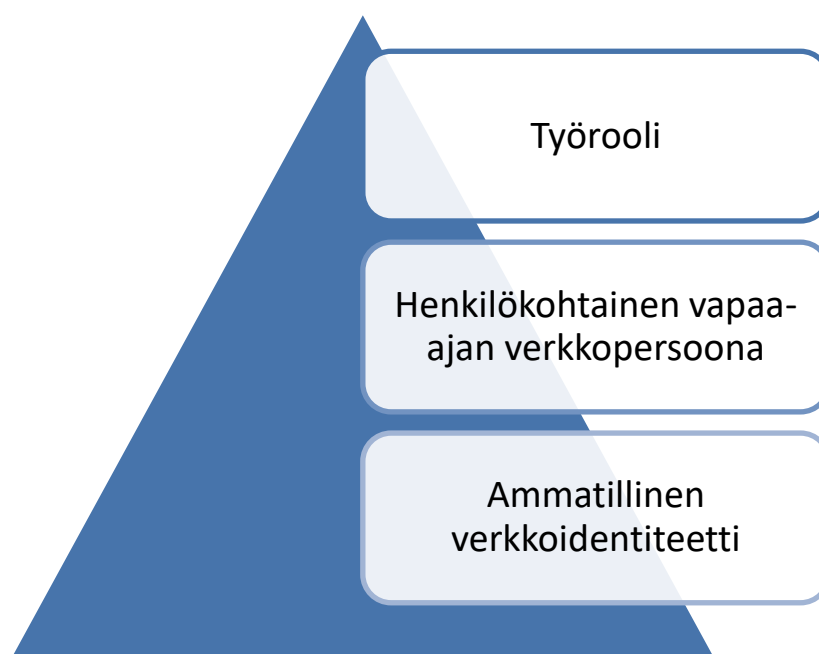 Työrooli
Henkilökohtainen vapaa-
ajan verkkopersoona
Ammatillinen
verkkoidentiteetti